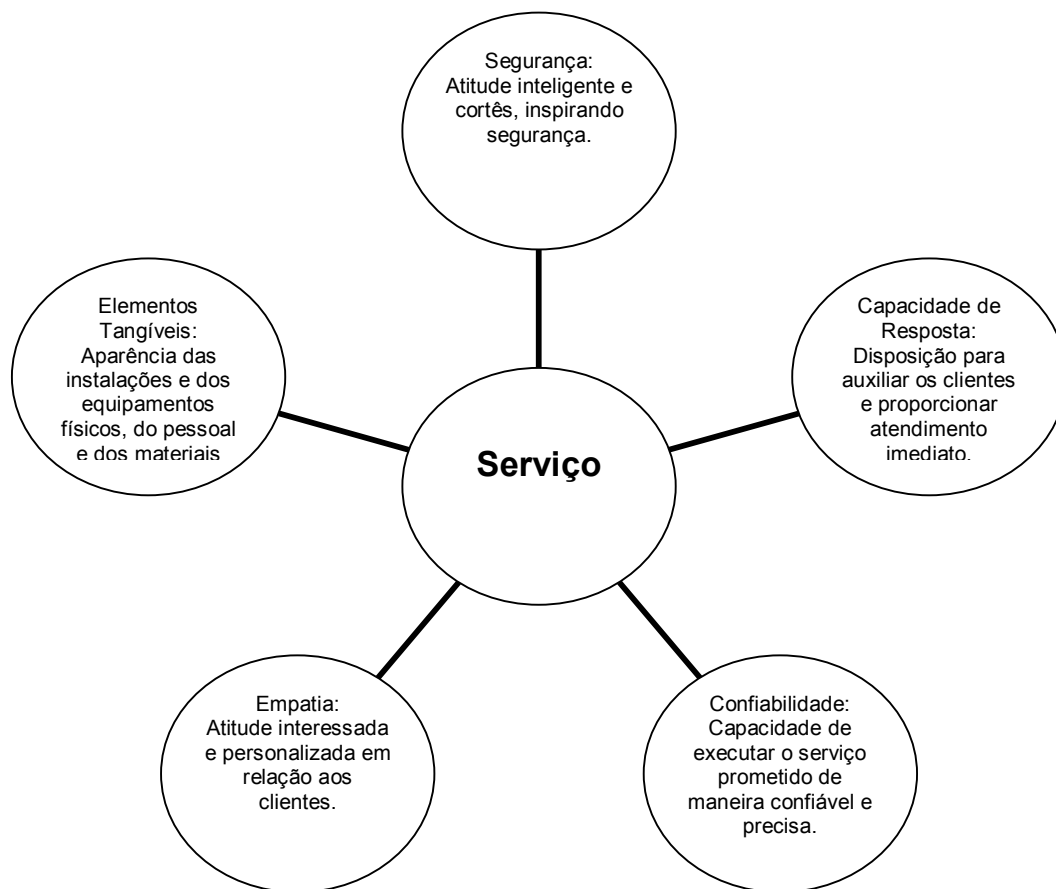 Segurança:
Atitude inteligente e
cortês, inspirando
segurança.
Elementos
Tangíveis:
Aparência das
instalações e dos
equipamentos
físicos, do pessoal
e dos materiais
Capacidade de
Resposta:
Disposição para
auxiliar os clientes
e proporcionar
atendimento
imediato.
Serviço
Empatia:
Atitude interessada
e personalizada em
relação aos
clientes.
Confiabilidade:
Capacidade de
executar o serviço
prometido de
maneira confiável e
precisa.